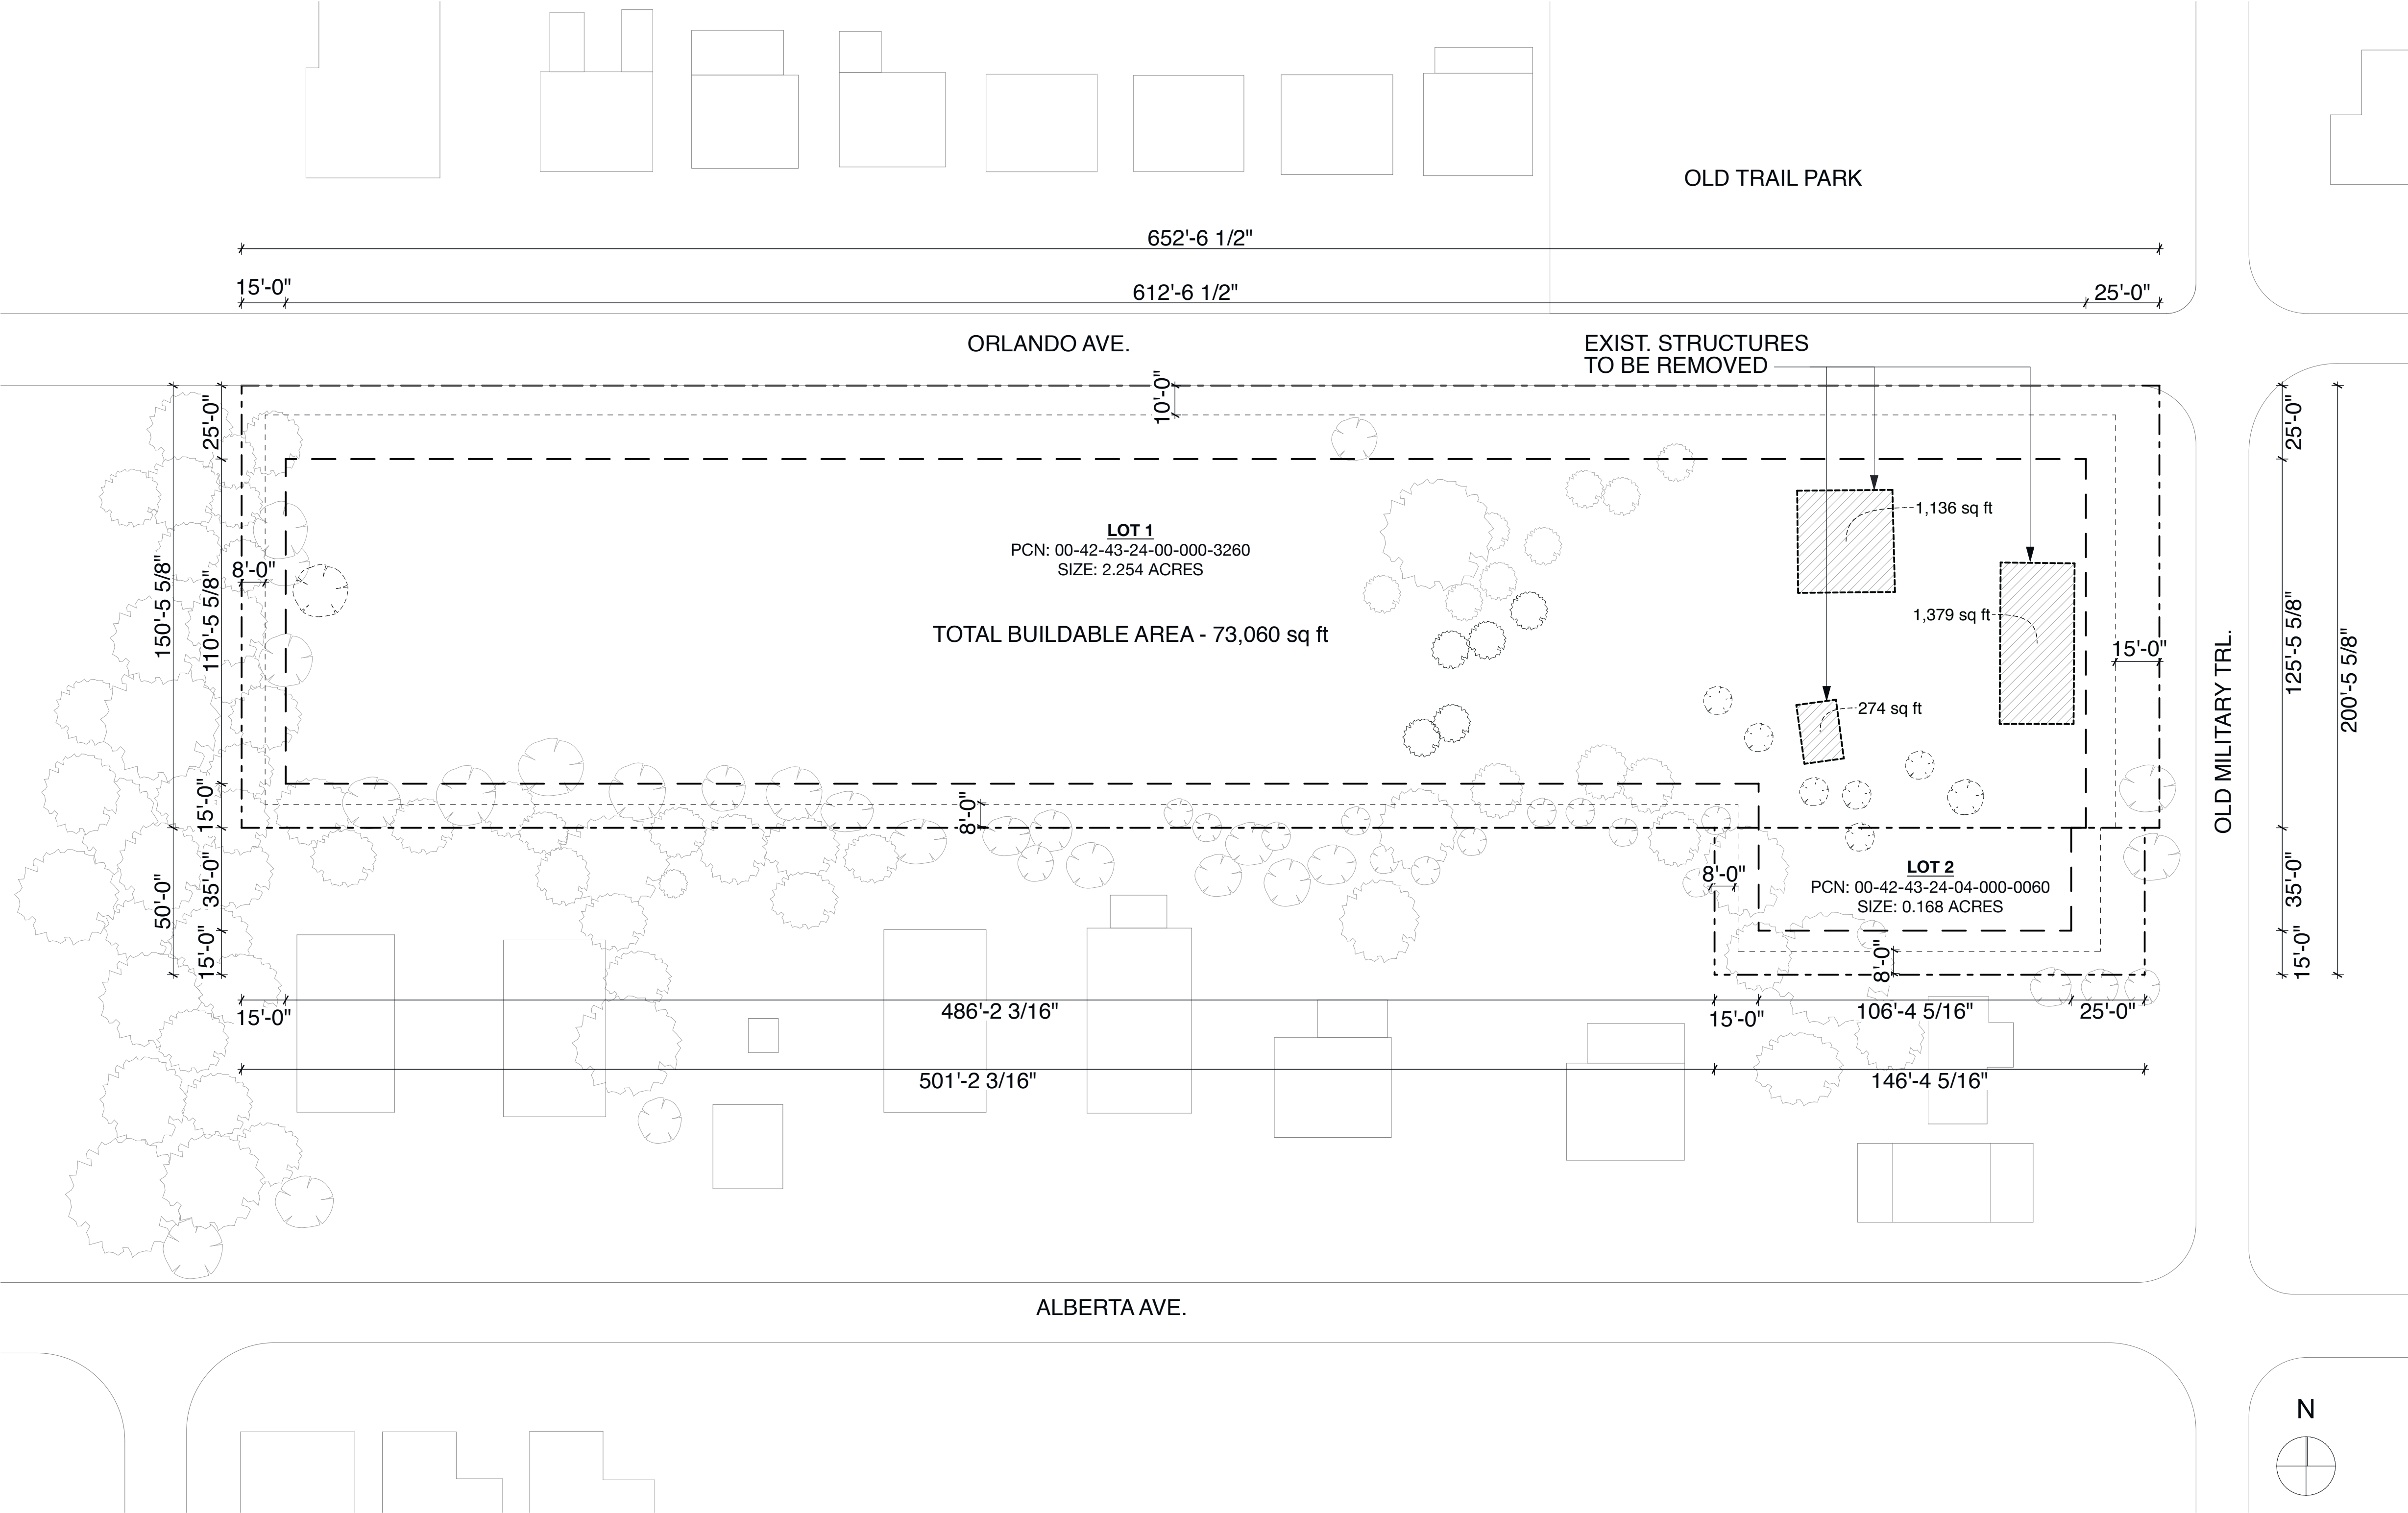 OLD TRAIL PARK
652'-6 1/2"
15'-0"
612'-6 1/2"
25'-0"
ORLANDO AVE.
EXIST. STRUCTURES
TO BE REMOVED
10'-0"
25'-0"
25'-0"
1,136 sq ft
LOT 1
PCN: 00-42-43-24-00-000-3260
SIZE: 2.254 ACRES
8'-0"
150'-5 5/8"
110'-5 5/8"
1,379 sq ft
TOTAL BUILDABLE AREA - 73,060 sq ft
15'-0"
125'-5 5/8"
200'-5 5/8"
OLD MILITARY TRL.
274 sq ft
15'-0"
8'-0"
LOT 2
PCN: 00-42-43-24-04-000-0060
SIZE: 0.168 ACRES
8'-0"
50'-0"
35'-0"
35'-0"
15'-0"
8'-0"
15'-0"
15'-0"
486'-2 3/16"
15'-0"
106'-4 5/16"
25'-0"
501'-2 3/16"
146'-4 5/16"
ALBERTA AVE.
N